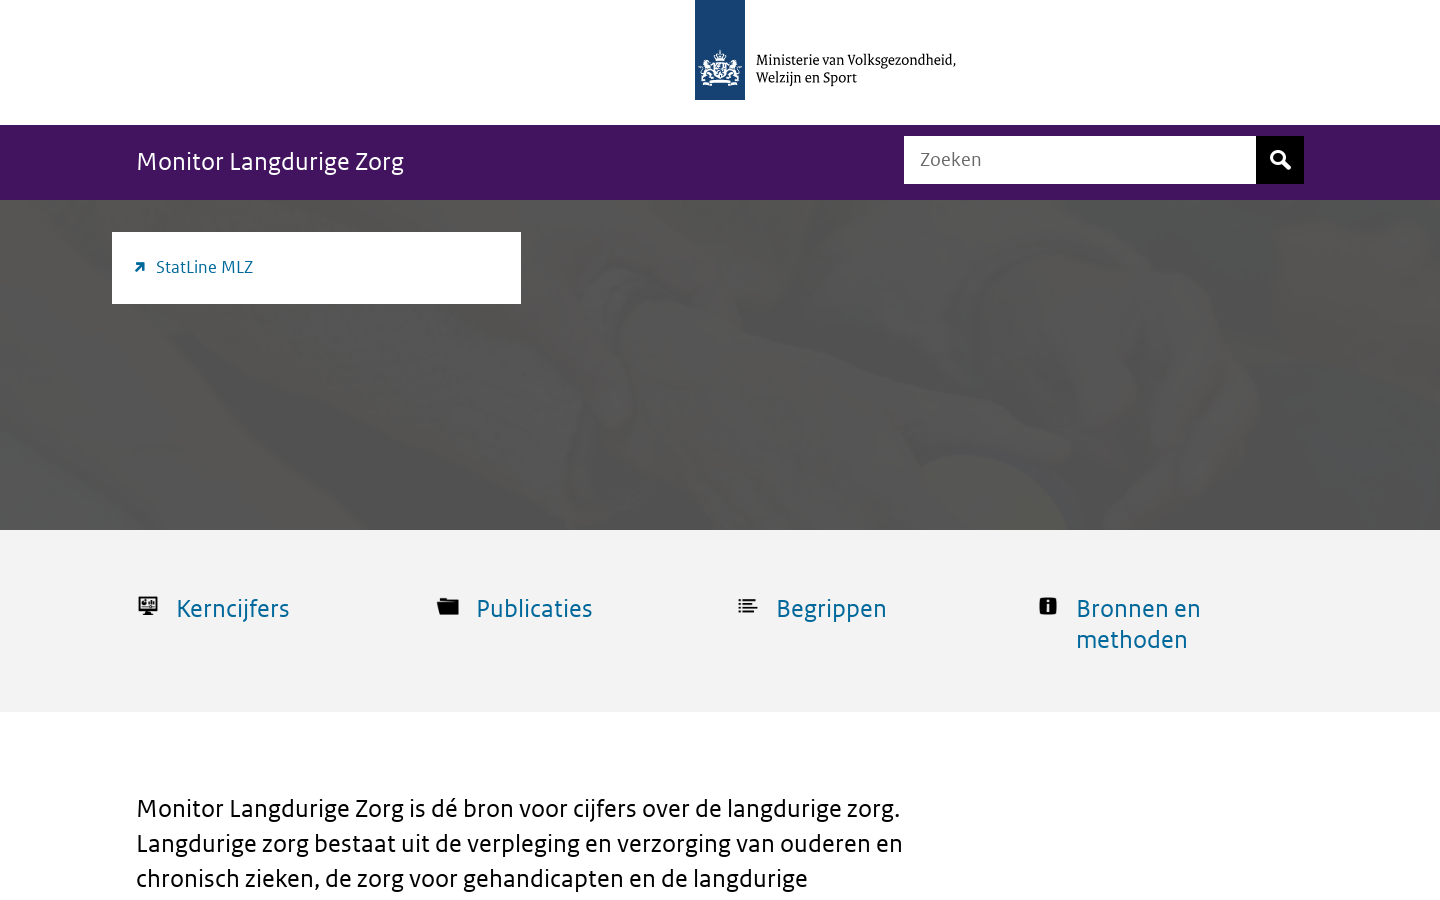 Ministerie van Volksgezondheid,
Welzijn en Sport
Monitor Langdurige Zorg
Zoeken
StatLine MLZ
Kerncijfers
Publicaties
Begrippen
Bronnen en
methoden
Monitor Langdurige Zorg is dé bron voor cijfers over de langdurige zorg.
Langdurige zorg bestaat uit de verpleging en verzorging van ouderen en
chronisch zieken, de zorg voor gehandicapten en de langdurige